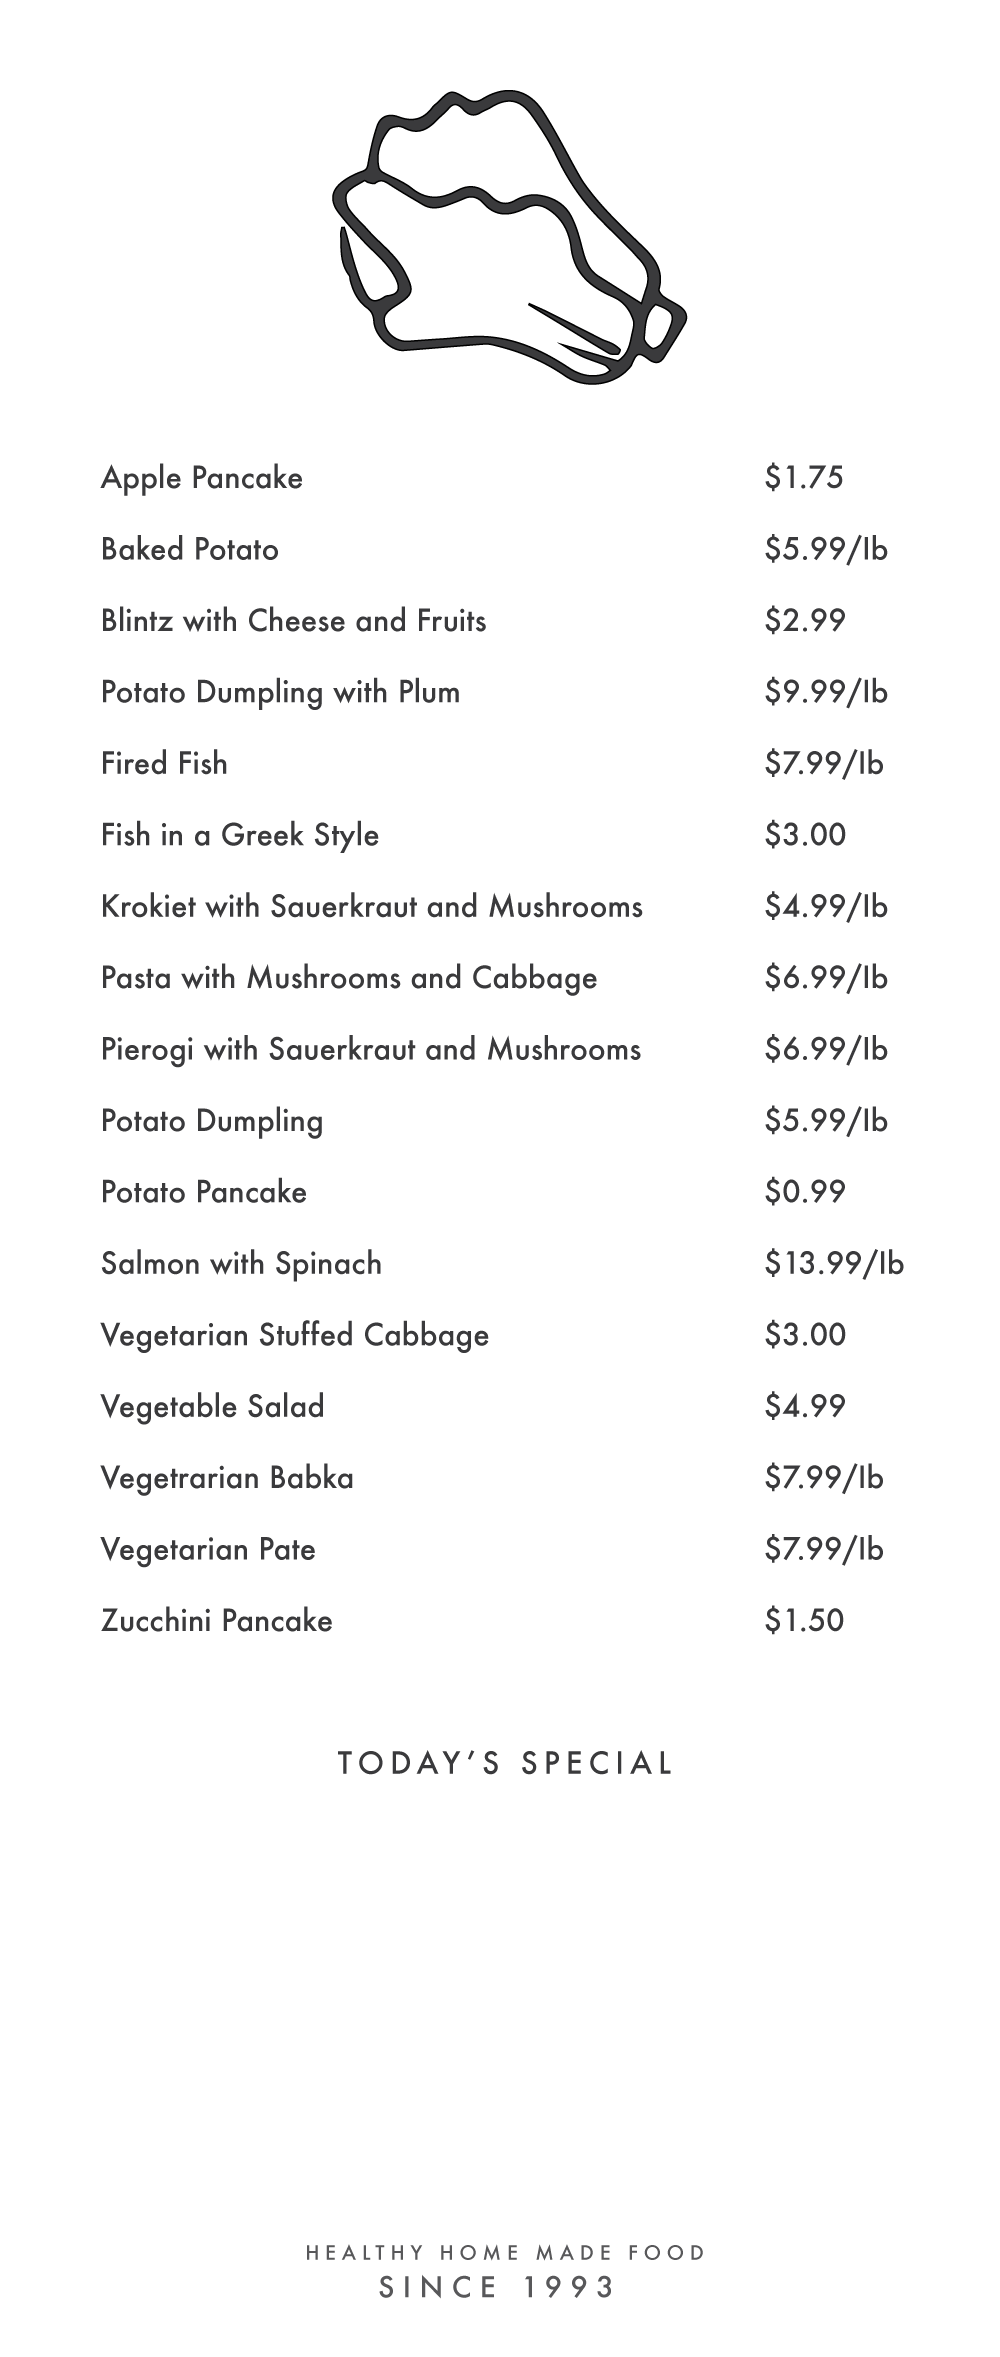 Apple Pancake $1.75
Baked Potato $5.99/lb
Blintz with Cheese and Fruits $2.99
Potato Dumpling with Plum $9.99/lb
Fired Fish $7.99/lb
Fish in a Greek Style $3.00
Krokiet with Sauerkraut and Mushrooms $4.99/lb
Pasta with Mushrooms and Cabbage $6.99/lb
Pierogi with Sauerkraut and Mushrooms $6.99/lb
Potato Dumpling $5.99/lb
Potato Pancake $0.99
Salmon with Spinach $13.99/lb
Vegetarian Stuffed Cabbage $3.00
Vegetable Salad $4.99
Vegetrarian Babka $7.99/lb
Vegetarian Pate $7.99/lb
Zucchini Pancake $1.50
TODAY’S SPECIAL
HEALTHY HOME MADE FOOD
SINCE 1993